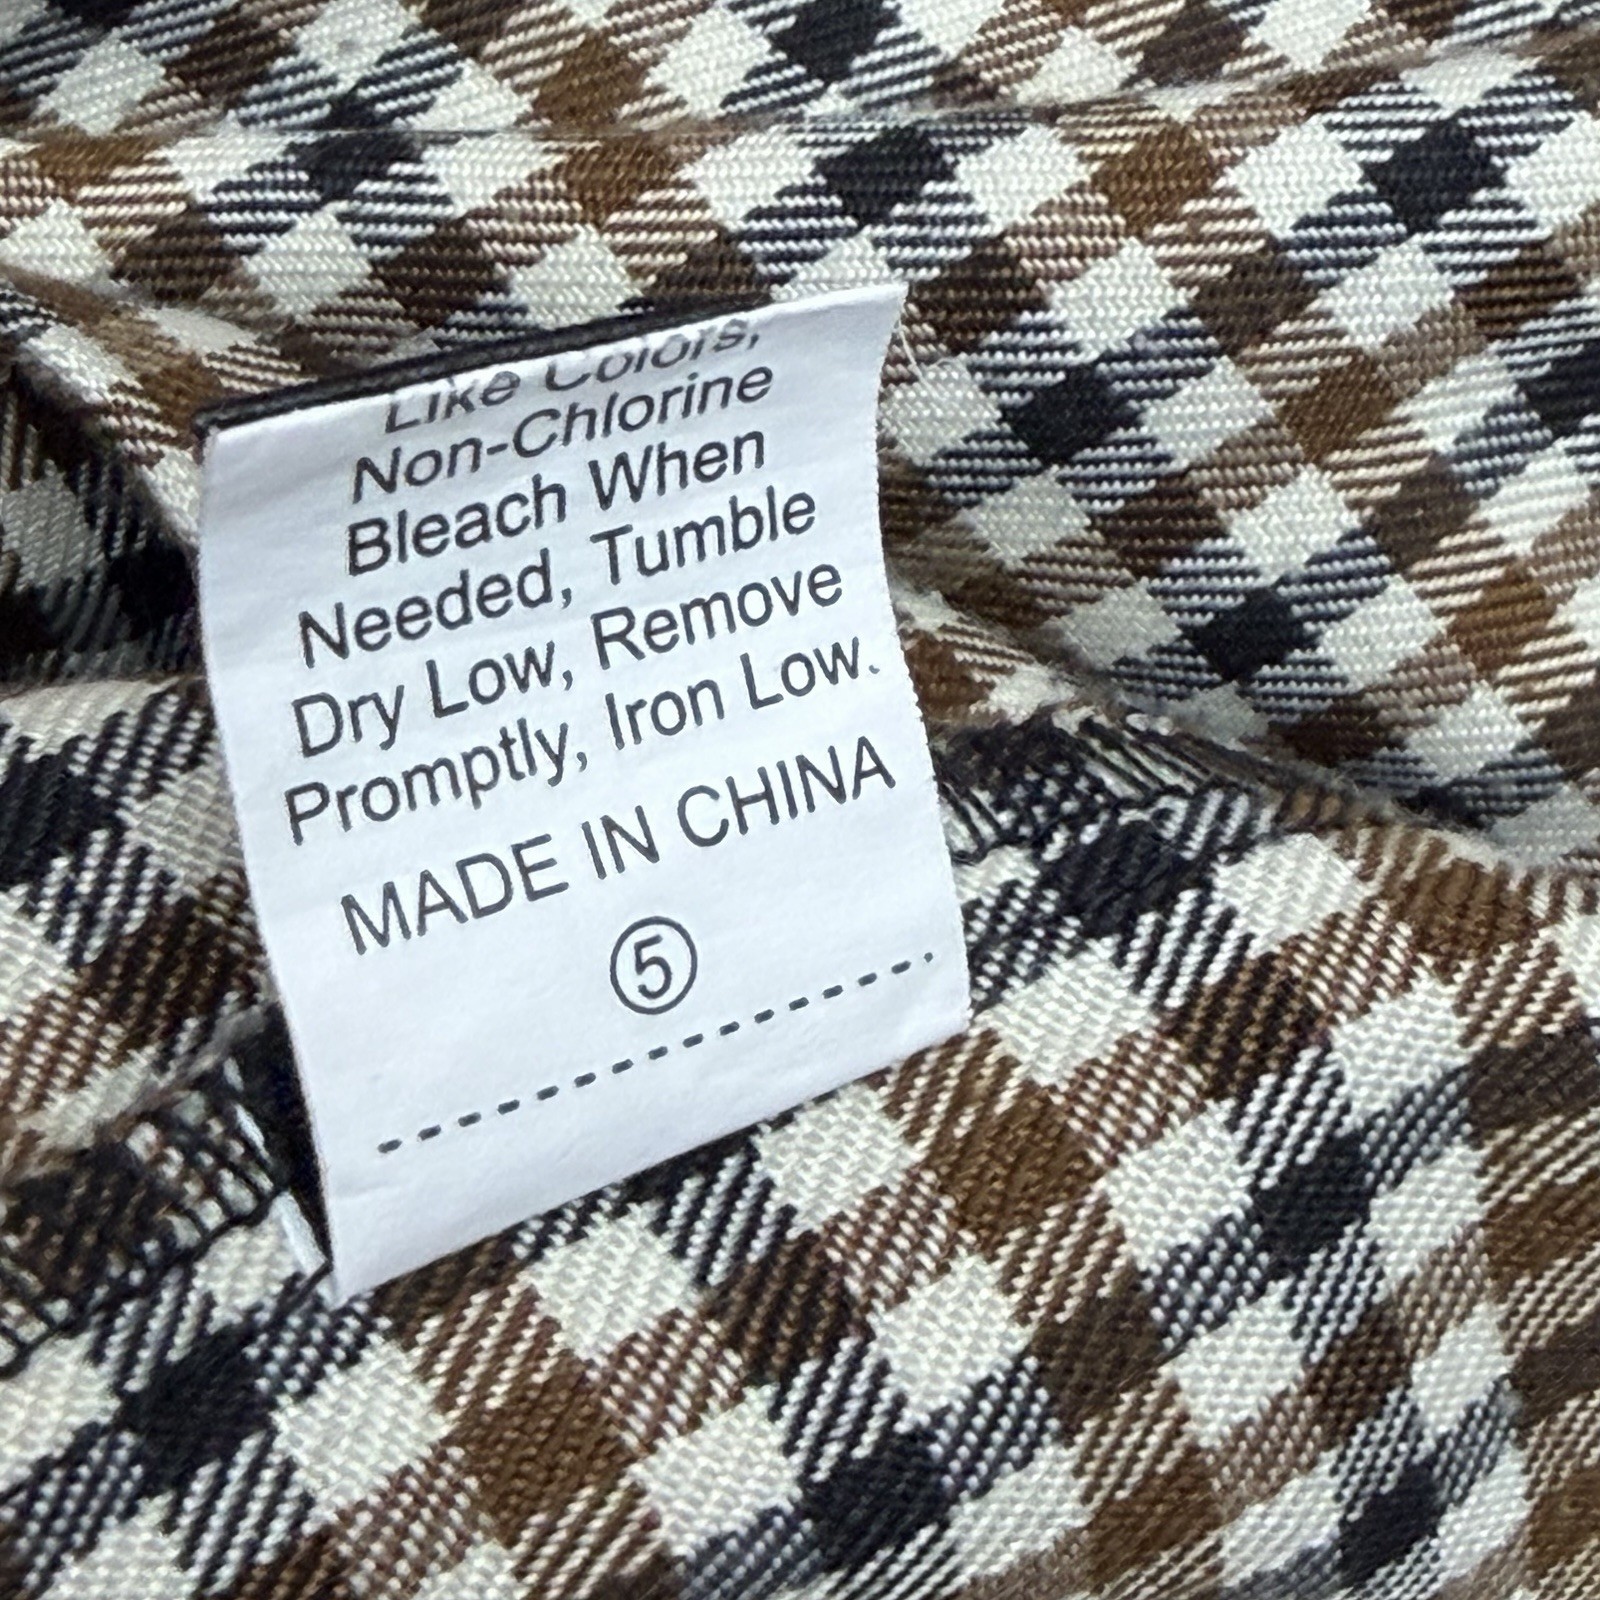 Like Colors,
Non-Chlorine
Bleach When
Needed, Tumble
Dry Low, Remove
Promptly, Iron Low.
MADE IN CHINA
5